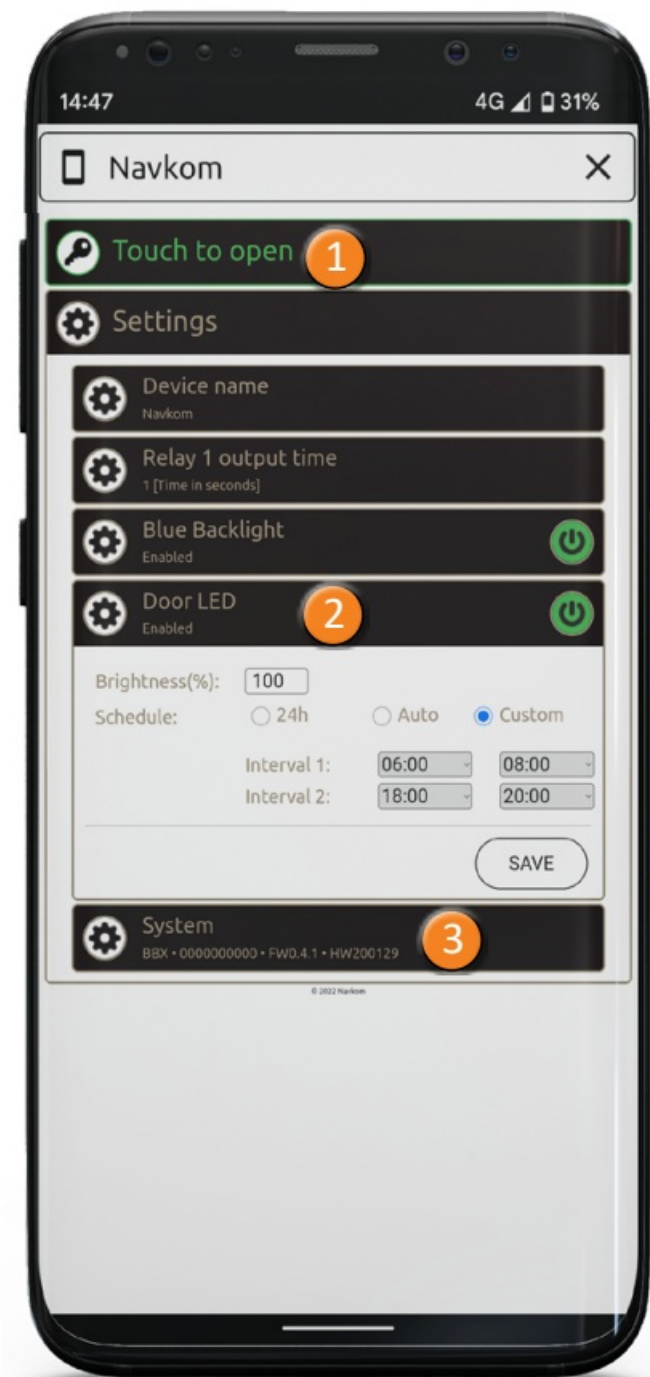 14:47 4G 31%
Navkom
Touch to open 1
Settings
Device name
Navkom
Relay 1 output time
1 [Time in seconds]
Blue Backlight
Enabled
Door LED 2
Enabled
Brightness(%): 100
Schedule: 24h Auto Custom
Interval 1: 06:00 08:00
Interval 2: 18:00 20:00
SAVE
System 3
BBX • 0000000000 • FW0.4.1 • HW200129
© 2022 Navkom